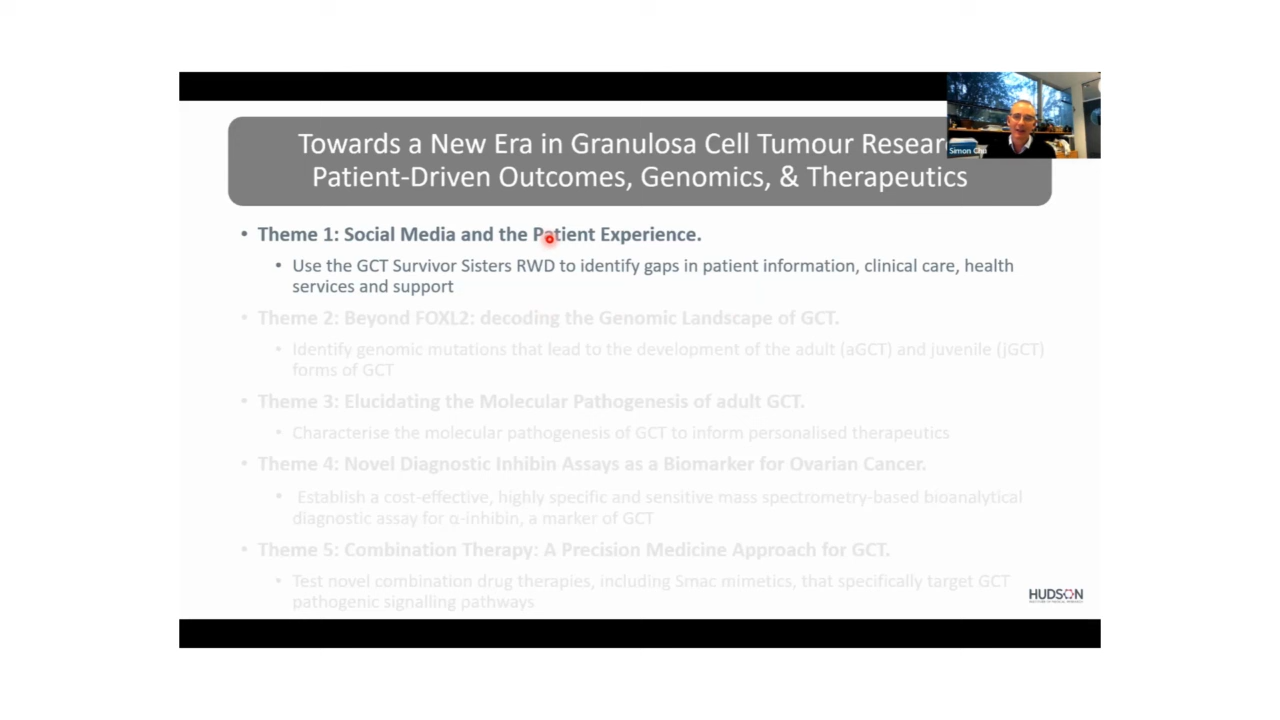 Towards a New Era in Granulosa Cell Tumour Resear
Patient-Driven Outcomes, Genomics, & Therapeutics
Simon Chu
• Theme 1: Social Media and the Patient Experience.
• Use the GCT Survivor Sisters RWD to identify gaps in patient information, clinical care, health
services and support
• Theme 2: Beyond FOXL2: decoding the Genomic Landscape of GCT.
• Identify genomic mutations that lead to the development of the adult (aGCT) and juvenile (jGCT)
forms of GCT
• Theme 3: Elucidating the Molecular Pathogenesis of adult GCT.
• Characterise the molecular pathogenesis of GCT to inform personalised therapeutics
• Theme 4: Novel Diagnostic Inhibin Assays as a Biomarker for Ovarian Cancer.
• Establish a cost-effective, highly specific and sensitive mass spectrometry-based bioanalytical
diagnostic assay for α-inhibin, a marker of GCT
• Theme 5: Combination Therapy: A Precision Medicine Approach for GCT.
• Test novel combination drug therapies, including Smac mimetics, that specifically target GCT
pathogenic signalling pathways
HUDSON